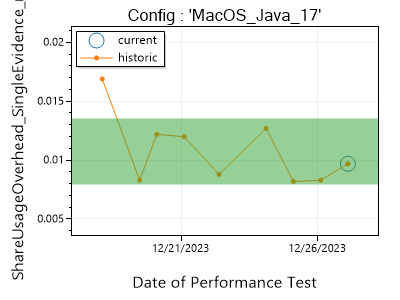 Config : 'MacOS_Java_17'
ShareUsageOverhead_SingleEvidence_
0.02
0.015
0.01
0.005
current
historic
12/21/2023
12/26/2023
Date of Performance Test